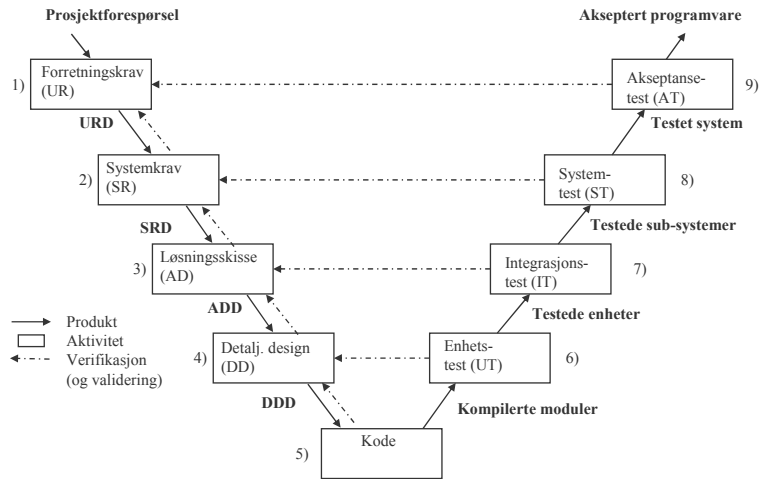 Prosjektforespørsel
Akseptert programvare
1)
Forretningskrav
(UR)
Akseptanse-
test (AT)
9)
URD
Testet system
2)
Systemkrav
(SR)
System-
test (ST)
8)
SRD
Testede sub-systemer
3)
Løsningsskisse
(AD)
Integrasjons-
test (IT)
7)
ADD
Testede enheter
Produkt
Aktivitet
Verifikasjon
(og validering)
4)
Detalj. design
(DD)
Enhets-
test (UT)
6)
DDD
Kompilerte moduler
5)
Kode